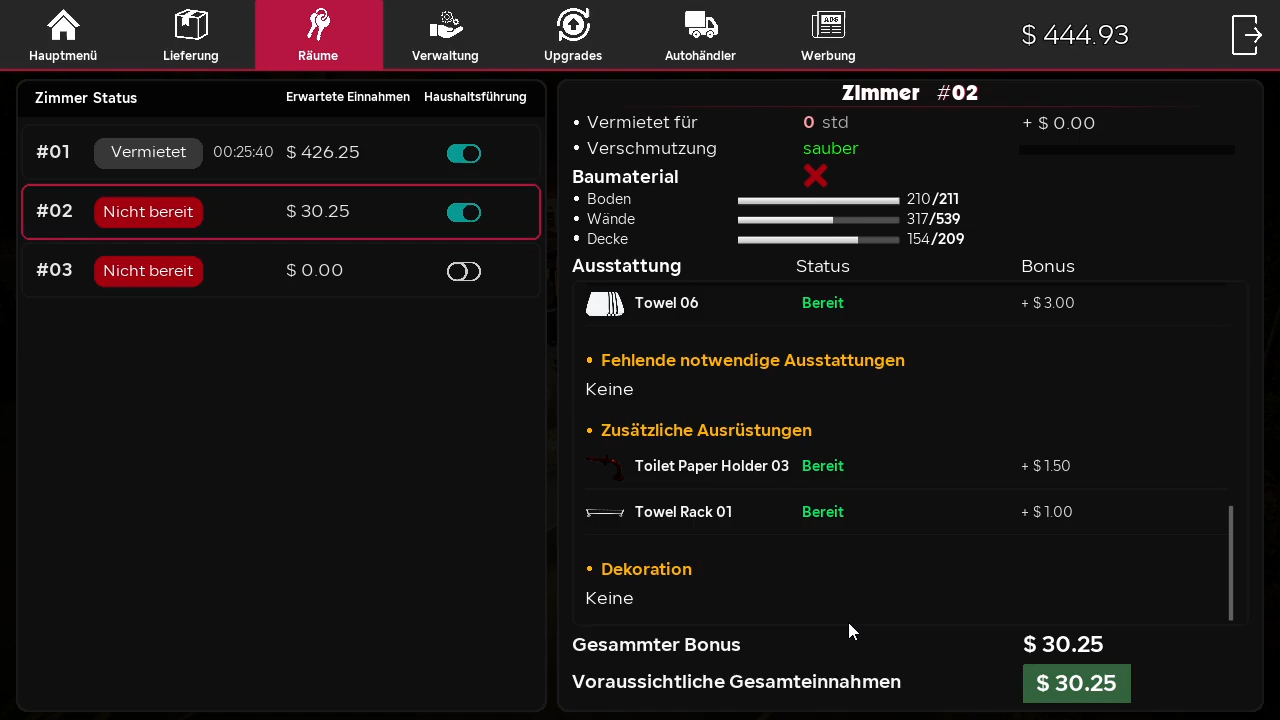 Hauptmenü
Lieferung
Räume
Verwaltung
Upgrades
Autohändler
ADS
Werbung
$ 444.93
Zimmer Status Erwartete Einnahmen Haushaltsführung
#01 Vermietet 00:25:40 $ 426.25
#02 Nicht bereit $ 30.25
#03 Nicht bereit $ 0.00
Zimmer #02
• Vermietet für 0 std + $ 0.00
• Verschmutzung sauber
Baumaterial
• Boden 210/211
• Wände 317/539
• Decke 154/209
Ausstattung Status Bonus
Towel 06 Bereit + $ 3.00
• Fehlende notwendige Ausstattungen
Keine
• Zusätzliche Ausrüstungen
Toilet Paper Holder 03 Bereit + $ 1.50
Towel Rack 01 Bereit + $ 1.00
• Dekoration
Keine
Gesammter Bonus $ 30.25
Voraussichtliche Gesamteinnahmen $ 30.25